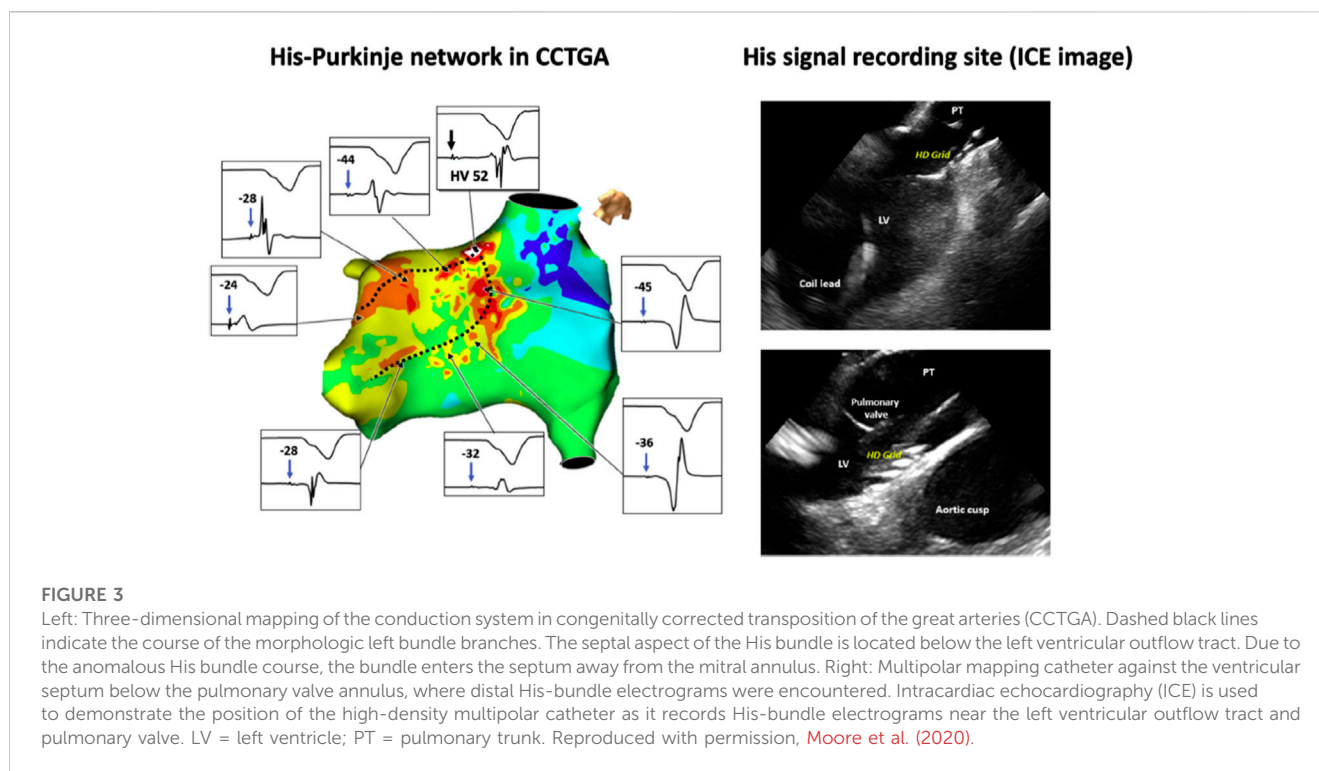 His-Purkinje network in CCTGA
His signal recording site (ICE image)
-44
HV 52
-28
-24
-45
-28
-32
-36
PT
HD Grid
LV
Coil lead
PT
Pulmonary
valve
HD Grid
LV
Aortic cusp
FIGURE 3
Left: Three-dimensional mapping of the conduction system in congenitally corrected transposition of the great arteries (CCTGA). Dashed black lines
indicate the course of the morphologic left bundle branches. The septal aspect of the His bundle is located below the left ventricular outflow tract. Due to
the anomalous His bundle course, the bundle enters the septum away from the mitral annulus. Right: Multipolar mapping catheter against the ventricular
septum below the pulmonary valve annulus, where distal His-bundle electrograms were encountered. Intracardiac echocardiography (ICE) is used
to demonstrate the position of the high-density multipolar catheter as it records His-bundle electrograms near the left ventricular outflow tract and
pulmonary valve. LV = left ventricle; PT = pulmonary trunk. Reproduced with permission, Moore et al. (2020).